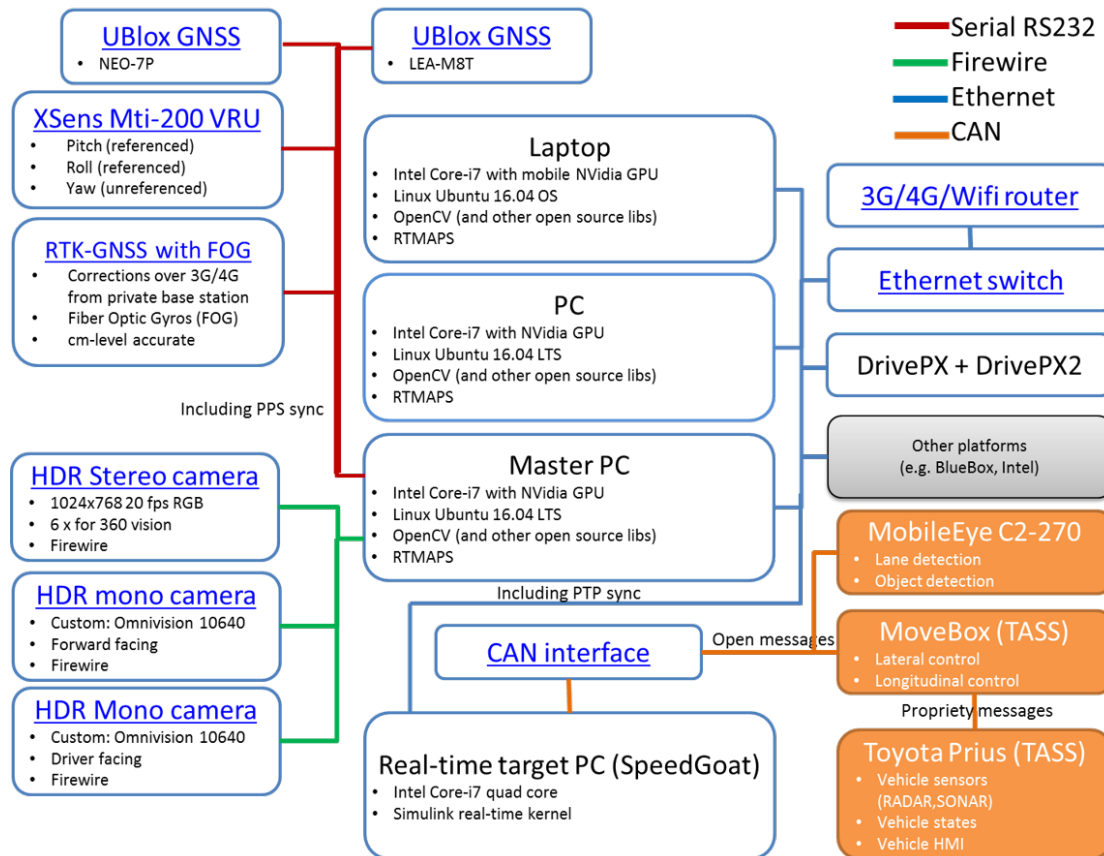 UBlox GNSS
• NEO-7P
UBlox GNSS
• LEA-M8T
Serial RS232
Firewire
Ethernet
CAN
XSens Mti-200 VRU
• Pitch (referenced)
• Roll (referenced)
• Yaw (unreferenced)
Laptop
• Intel Core-i7 with mobile NVidia GPU
• Linux Ubuntu 16.04 OS
• OpenCV (and other open source libs)
• RTMAPS
3G/4G/Wifi router
RTK-GNSS with FOG
• Corrections over 3G/4G
from private base station
• Fiber Optic Gyros (FOG)
• cm-level accurate
Ethernet switch
PC
• Intel Core-i7 with NVidia GPU
• Linux Ubuntu 16.04 LTS
• OpenCV (and other open source libs)
• RTMAPS
DrivePX + DrivePX2
Including PPS sync
Other platforms
(e.g. BlueBox, Intel)
Master PC
• Intel Core-i7 with NVidia GPU
• Linux Ubuntu 16.04 LTS
• OpenCV (and other open source libs)
• RTMAPS
HDR Stereo camera
• 1024x768 20 fps RGB
• 6 x for 360 vision
• Firewire
MobileEye C2-270
• Lane detection
• Object detection
Including PTP sync
HDR mono camera
• Custom: Omnivision 10640
• Forward facing
• Firewire
CAN interface
Open messages
MoveBox (TASS)
• Lateral control
• Longitudinal control
Propriety messages
HDR Mono camera
• Custom: Omnivision 10640
• Driver facing
• Firewire
Real-time target PC (SpeedGoat)
• Intel Core-i7 quad core
• Simulink real-time kernel
Toyota Prius (TASS)
• Vehicle sensors
(RADAR,SONAR)
• Vehicle states
• Vehicle HMI